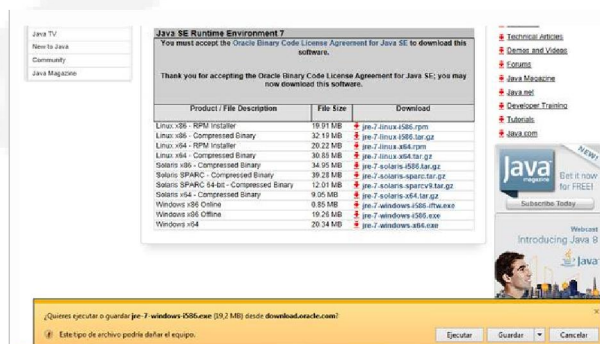 Java TV
New to Java
Community
Java Magazine
Java SE Runtime Environment 7
You must accept the Oracle Binary Code License Agreement for Java SE to download this
software.
Thank you for accepting the Oracle Binary Code License Agreement for Java SE; you may
now download this software.
Product / File Description File Size Download
Linux x86 - RPM Installer 19.91 MB jre-7-linux-i586.rpm
Linux x86 - Compressed Binary 32.19 MB jre-7-linux-i586.tar.gz
Linux x64 - RPM Installer 20.22 MB jre-7-linux-x64.rpm
Linux x64 - Compressed Binary 30.88 MB jre-7-linux-x64.tar.gz
Solaris x86 - Compressed Binary 34.95 MB jre-7-solaris-i586.tar.gz
Solaris SPARC - Compressed Binary 39.28 MB jre-7-solaris-sparc.tar.gz
Solaris SPARC 64-bit - Compressed Binary 12.01 MB jre-7-solaris-sparcv9.tar.gz
Solaris x64 - Compressed Binary 9.05 MB jre-7-solaris-x64.tar.gz
Windows x86 Online 0.85 MB jre-7-windows-i586-iftw.exe
Windows x86 Offline 19.26 MB jre-7-windows-i586.exe
Windows x64 20.34 MB jre-7-windows-x64.exe
Technical Articles
Demos and Videos
Forums
Java Magazine
Java.net
Developer Training
Tutorials
Java.com
NEW!
Java
magazine
Get it now
for FREE!
Subscribe Today
Webcast
Introducing Java 8
Java
¿Quieres ejecutar o guardar jre-7-windows-i586.exe (19,2 MB) desde download.oracle.com?
Este tipo de archivo podría dañar el equipo.
Ejecutar Guardar Cancelar